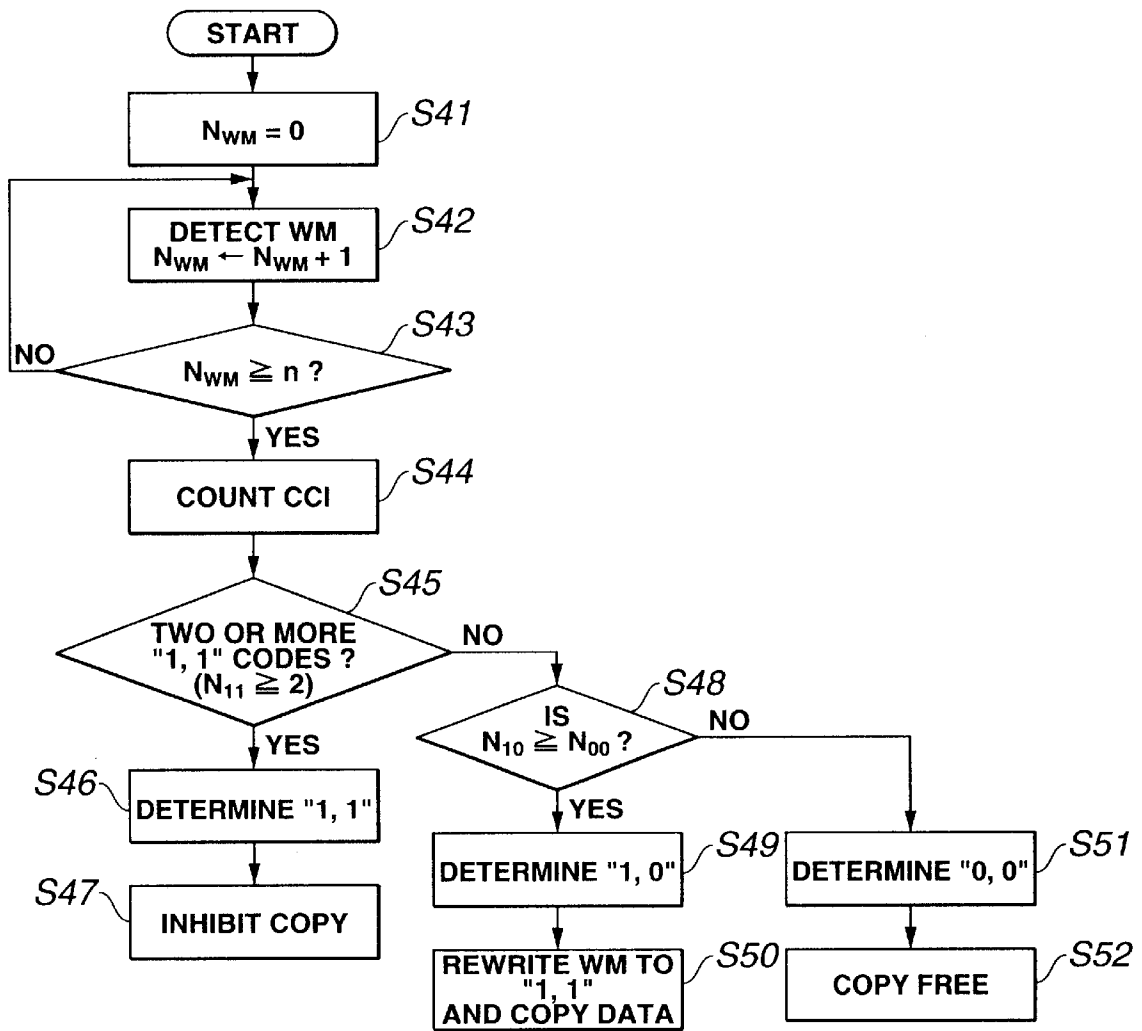 START
S41
N_WM = 0
S42
DETECT WM
N_WM ← N_WM + 1
S43
NO
N_WM ≧ n ?
YES
S44
COUNT CCI
S45
TWO OR MORE
"1, 1" CODES ?
(N_11 ≧ 2)
NO
YES
S48
IS
N_10 ≧ N_00 ?
NO
YES
S46
DETERMINE "1, 1"
S47
INHIBIT COPY
S49
DETERMINE "1, 0"
S50
REWRITE WM TO
"1, 1"
AND COPY DATA
S51
DETERMINE "0, 0"
S52
COPY FREE